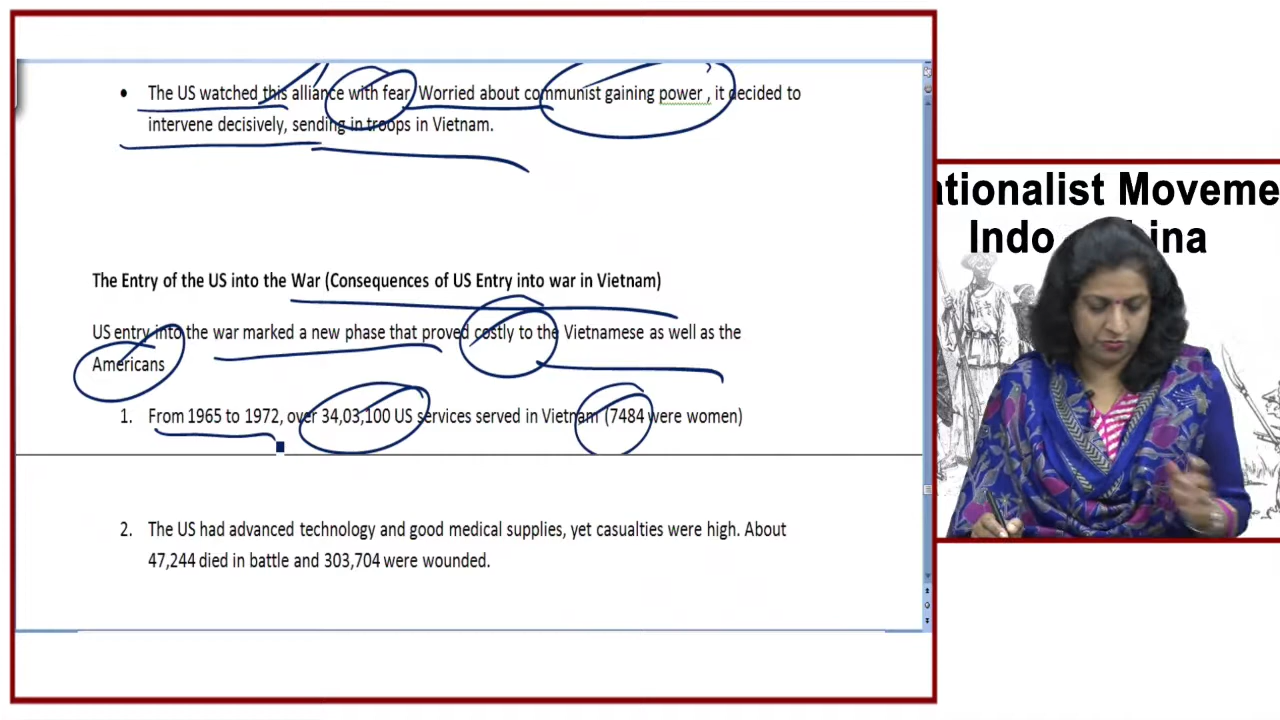 • The US watched this alliance with fear. Worried about communist gaining power , it decided to
intervene decisively, sending in troops in Vietnam.
The Entry of the US into the War (Consequences of US Entry into war in Vietnam)
US entry into the war marked a new phase that proved costly to the Vietnamese as well as the
Americans
1. From 1965 to 1972, over 34,03,100 US services served in Vietnam (7484 were women)
2. The US had advanced technology and good medical supplies, yet casualties were high. About
47,244 died in battle and 303,704 were wounded.
ationalist Moveme
Indo ina